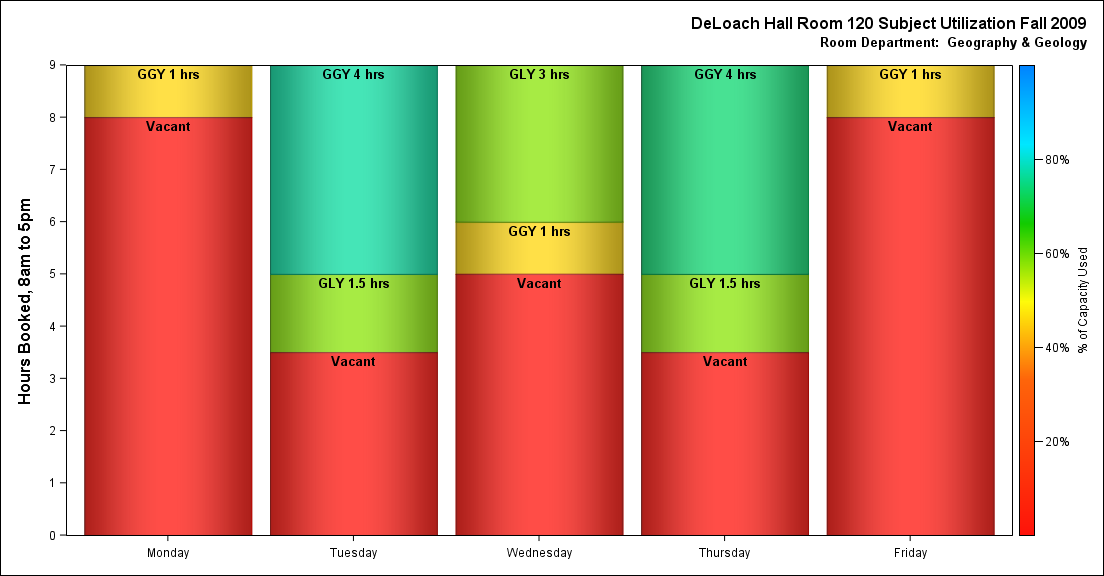 DeLoach Hall Room 120 Subject Utilization Fall 2009
Room Department:  Geography & Geology
Hours Booked, 8am to 5pm
9
8
7
6
5
4
3
2
1
0
GGY 1 hrs
Vacant
GGY 4 hrs
GLY 1.5 hrs
Vacant
GLY 3 hrs
GGY 1 hrs
Vacant
GGY 4 hrs
GLY 1.5 hrs
Vacant
GGY 1 hrs
Vacant
Monday
Tuesday
Wednesday
Thursday
Friday
80%
60%
40%
20%
% of Capacity Used